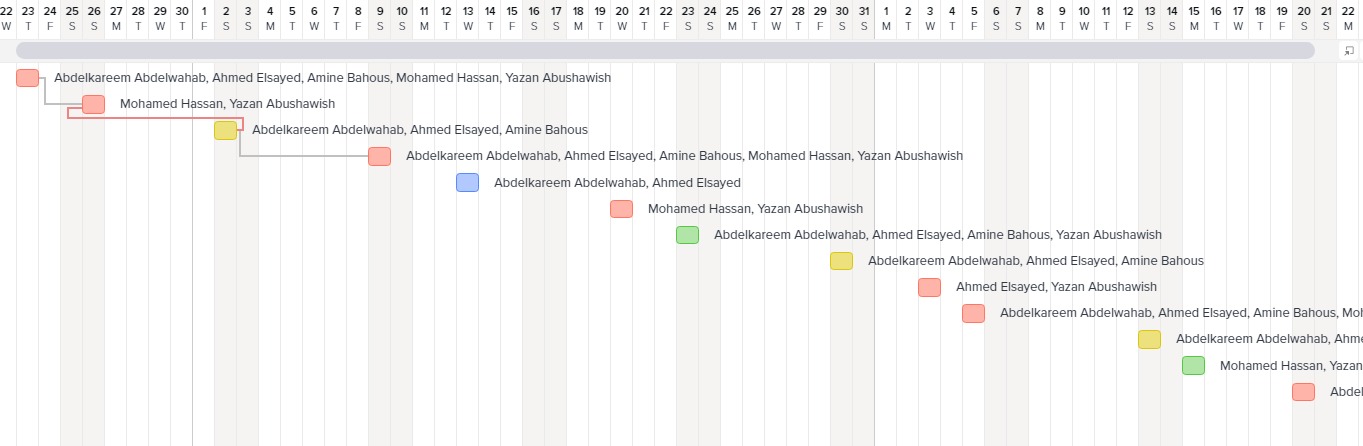 22 23 24 25 26 27 28 29 30 1 2 3 4 5 6 7 8 9 10 11 12 13 14 15 16 17 18 19 20 21 22 23 24 25 26 27 28 29 30 31 1 2 3 4 5 6 7 8 9 10 11 12 13 14 15 16 17 18 19 20 21 22
W T F S S M T W T F S S M T W T F S S M T W T F S S M T W T F S S M T W T F S S M T W T F S S M T W T F S S M T W T F S S M
Abdelkareem Abdelwahab, Ahmed Elsayed, Amine Bahous, Mohamed Hassan, Yazan Abushawish
Mohamed Hassan, Yazan Abushawish
Abdelkareem Abdelwahab, Ahmed Elsayed, Amine Bahous
Abdelkareem Abdelwahab, Ahmed Elsayed, Amine Bahous, Mohamed Hassan, Yazan Abushawish
Abdelkareem Abdelwahab, Ahmed Elsayed
Mohamed Hassan, Yazan Abushawish
Abdelkareem Abdelwahab, Ahmed Elsayed, Amine Bahous, Yazan Abushawish
Abdelkareem Abdelwahab, Ahmed Elsayed, Amine Bahous
Ahmed Elsayed, Yazan Abushawish
Abdelkareem Abdelwahab, Ahmed Elsayed, Amine Bahous, Moh
Abdelkareem Abdelwahab, Ahme
Mohamed Hassan, Yazan
Abdel